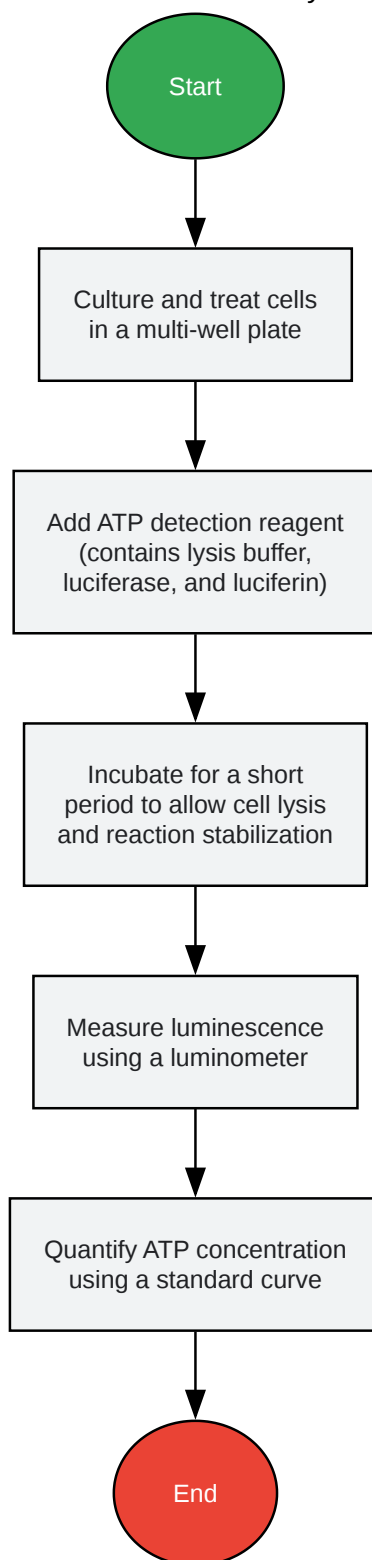 Start
Culture and treat cells
in a multi-well plate
Add ATP detection reagent
(contains lysis buffer,
luciferase, and luciferin)
Incubate for a short
period to allow cell lysis
and reaction stabilization
Measure luminescence
using a luminometer
Quantify ATP concentration
using a standard curve
End